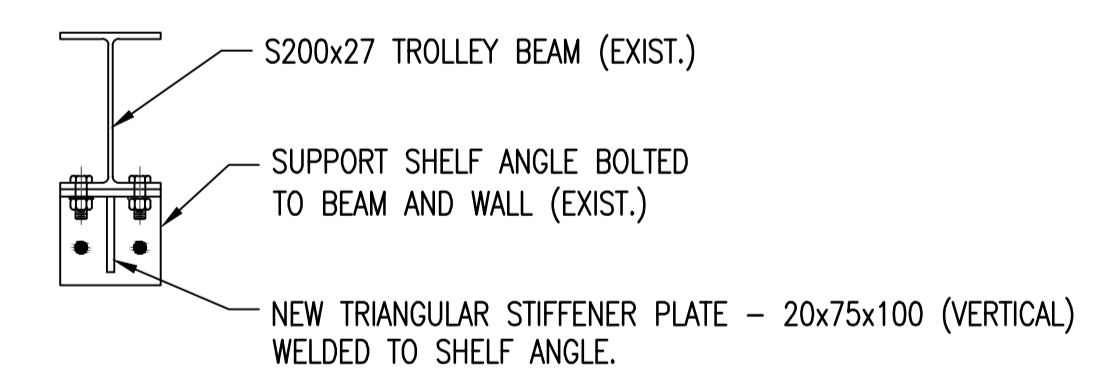 S200x27 TROLLEY BEAM (EXIST.)
SUPPORT SHELF ANGLE BOLTED
TO BEAM AND WALL (EXIST.)
NEW TRIANGULAR STIFFENER PLATE – 20x75x100 (VERTICAL)
WELDED TO SHELF ANGLE.